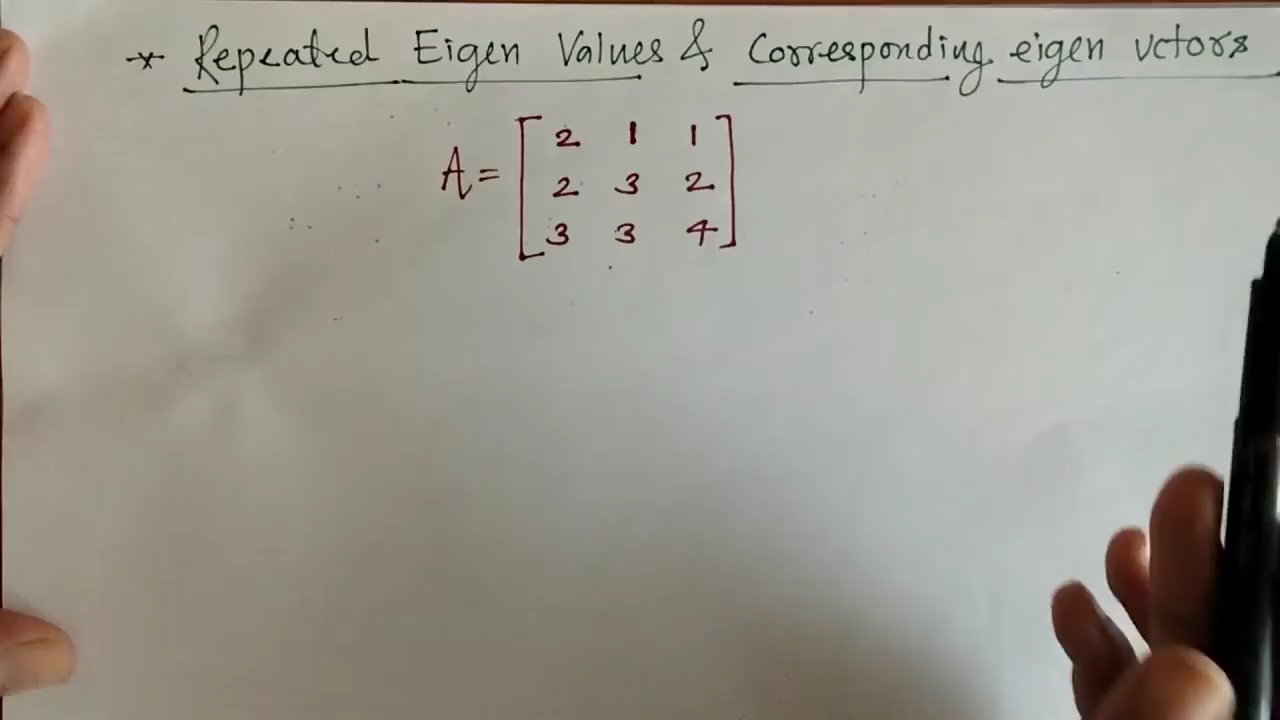 * Repeated Eigen Values & Corresponding eigen vctors
A = [2 1 1
2 3 2
3 3 4]